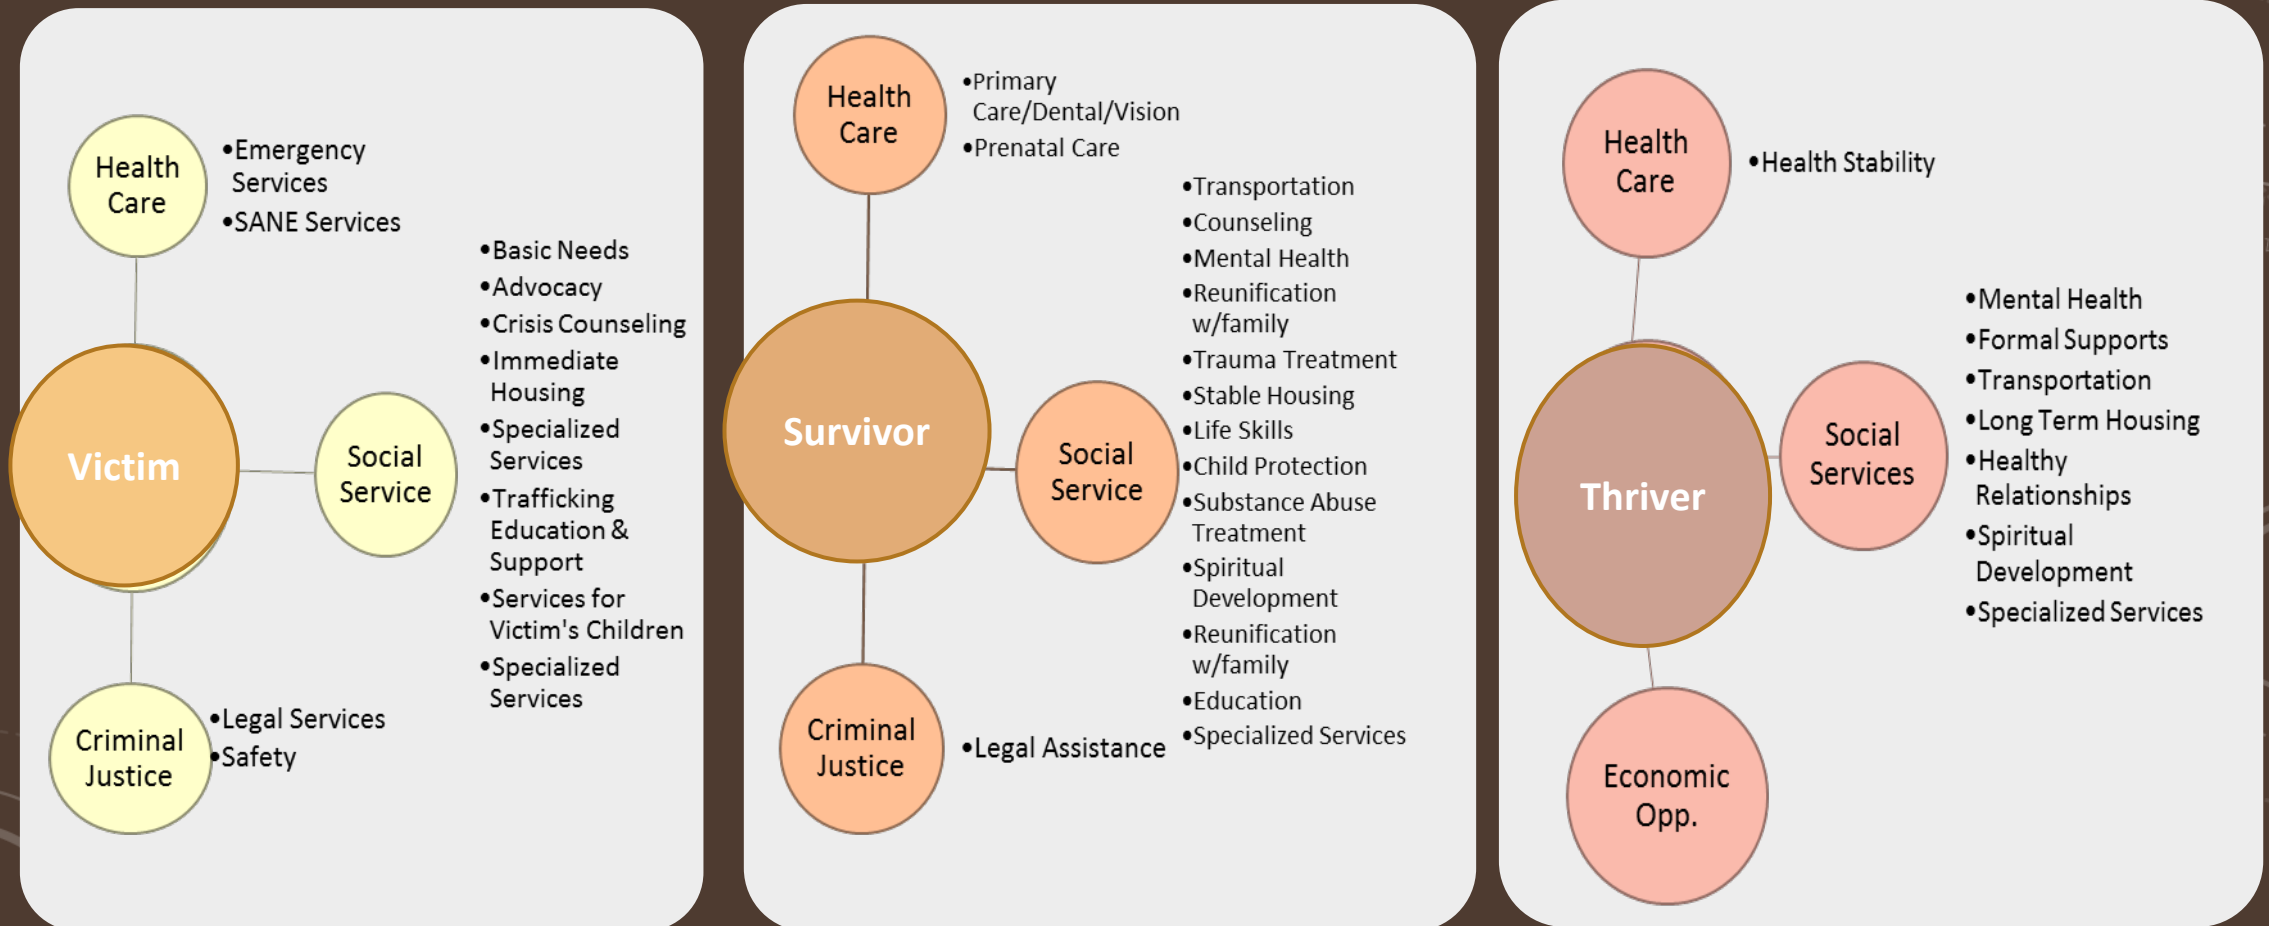 Health
Care
•Emergency
Services
•SANE Services
Victim
Social
Service
•Basic Needs
•Advocacy
•Crisis Counseling
•Immediate
Housing
•Specialized
Services
•Trafficking
Education &
Support
•Services for
Victim's Children
•Specialized
Services
Criminal
Justice
•Legal Services
•Safety
Health
Care
•Primary
Care/Dental/Vision
•Prenatal Care
Survivor
Social
Service
•Transportation
•Counseling
•Mental Health
•Reunification
w/family
•Trauma Treatment
•Stable Housing
•Life Skills
•Child Protection
•Substance Abuse
Treatment
•Spiritual
Development
•Reunification
w/family
•Education
•Specialized Services
Criminal
Justice
•Legal Assistance
Health
Care
•Health Stability
Thriver
Social
Services
•Mental Health
•Formal Supports
•Transportation
•Long Term Housing
•Healthy
Relationships
•Spiritual
Development
•Specialized Services
Economic
Opp.